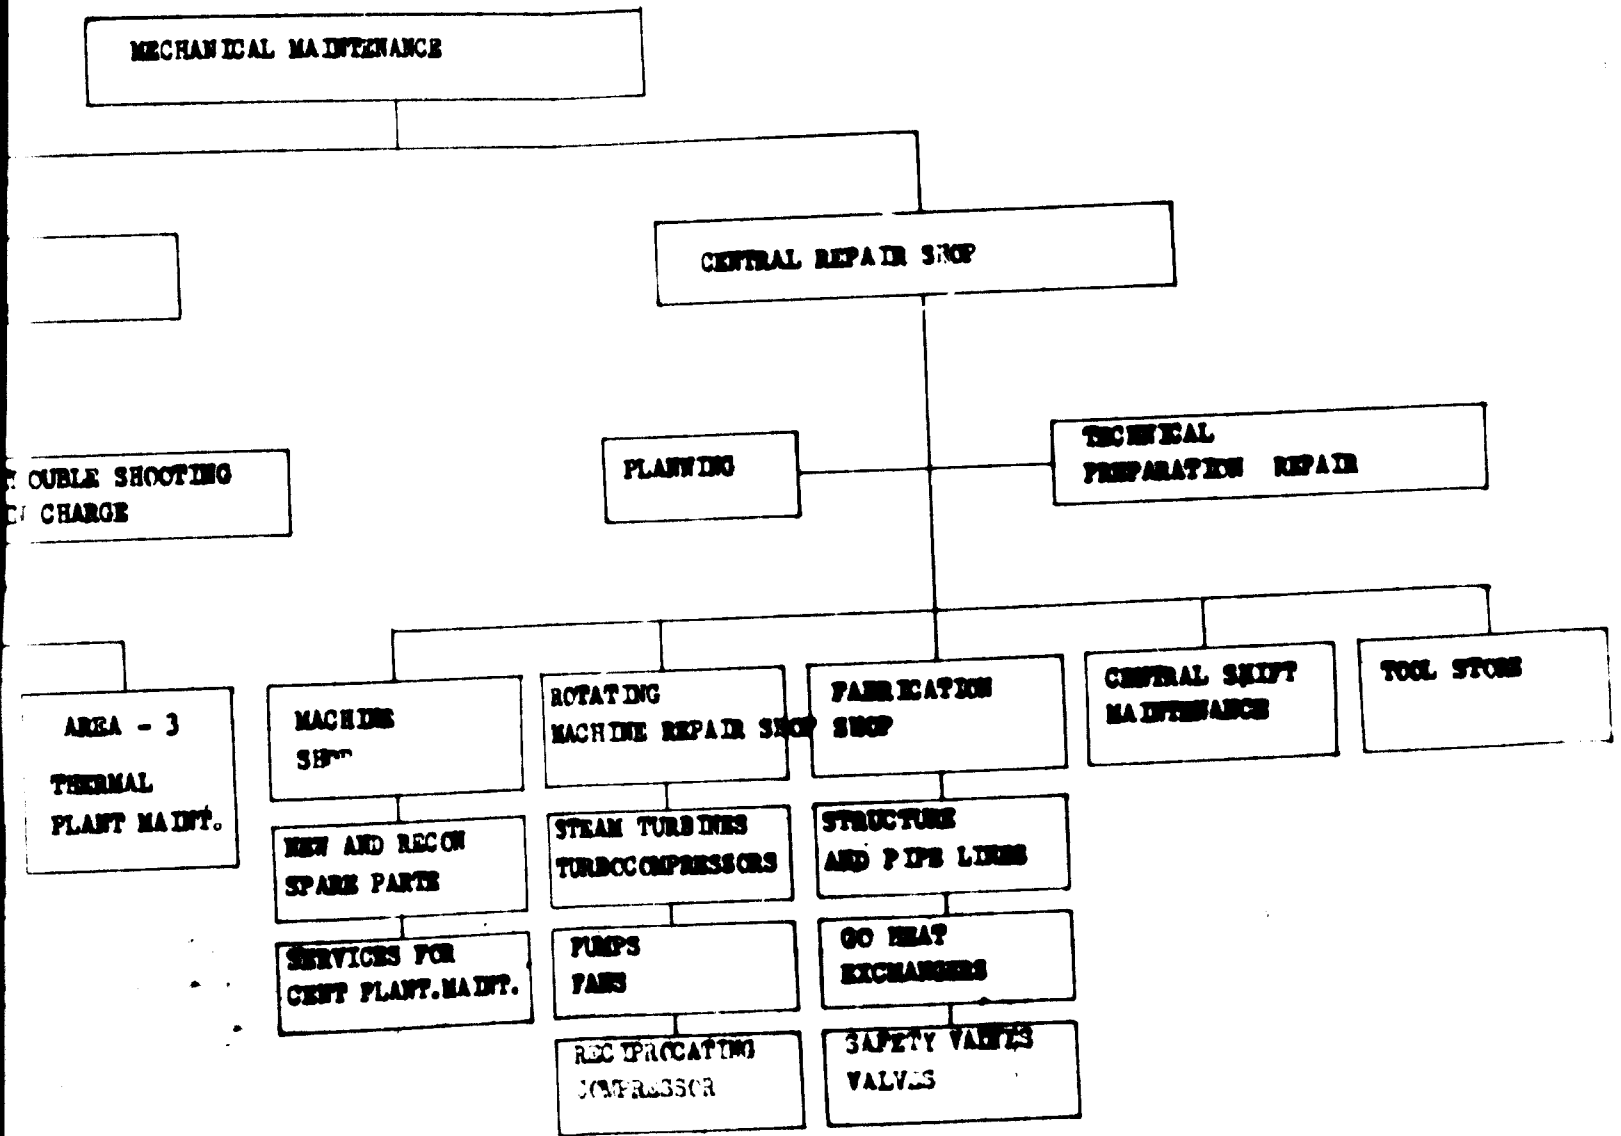 MECHANICAL MAINTENANCE
CENTRAL REPAIR SHOP
OUBLE SHOOTING
CHARGE
PLANNING
TECHNICAL
PREPARATION REPAIR
AREA - 3
THERMAL
PLANT MAINT.
MACHINE
ROTATING
MACHINE REPAIR SHOP
FABRICATION
SHOP
CENTRAL SHIFT
MAINTENANCE
TOOL STORE
NEW AND RECON
SPARE PARTS
SERVICES FOR
CENT PLANT.MAINT.
STEAM TURBINES
TURBOCOMPRESSORS
PUMPS
FANS
RECIPROCATING
COMPRESSOR
STRUCTURE
AND PIPE LINES
GO HEAT
EXCHANGERS
SAFETY VALVES
VALVES